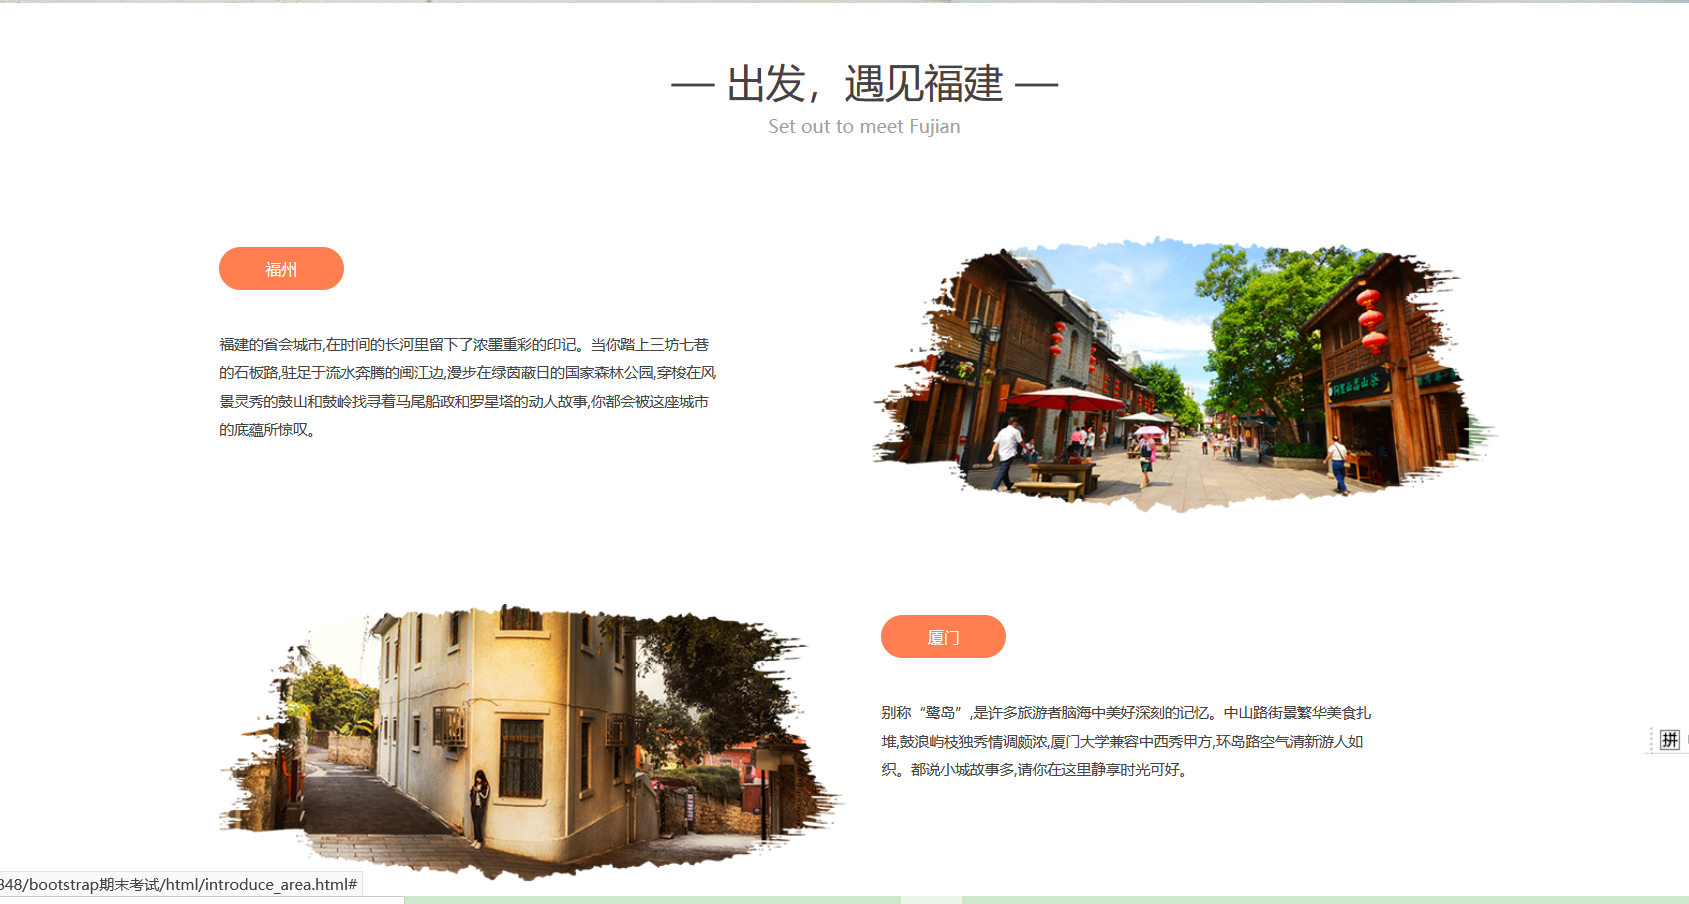 — 出发，遇见福建 —
Set out to meet Fujian
福州
福建的省会城市,在时间的长河里留下了浓墨重彩的印记。当你踏上三坊七巷
的石板路,驻足于流水奔腾的闽江边,漫步在绿茵蔽日的国家森林公园,穿梭在风
景灵秀的鼓山和鼓岭找寻着马尾船政和罗星塔的动人故事,你都会被这座城市
的底蕴所惊叹。
厦门
别称“鹭岛”,是许多旅游者脑海中美好深刻的记忆。中山路街景繁华美食扎
堆,鼓浪屿枝独秀情调颇浓,厦门大学兼容中西秀甲方,环岛路空气清新游人如
织。都说小城故事多,请你在这里静享时光可好。
拼
848/bootstrap期末考试/html/introduce_area.html#